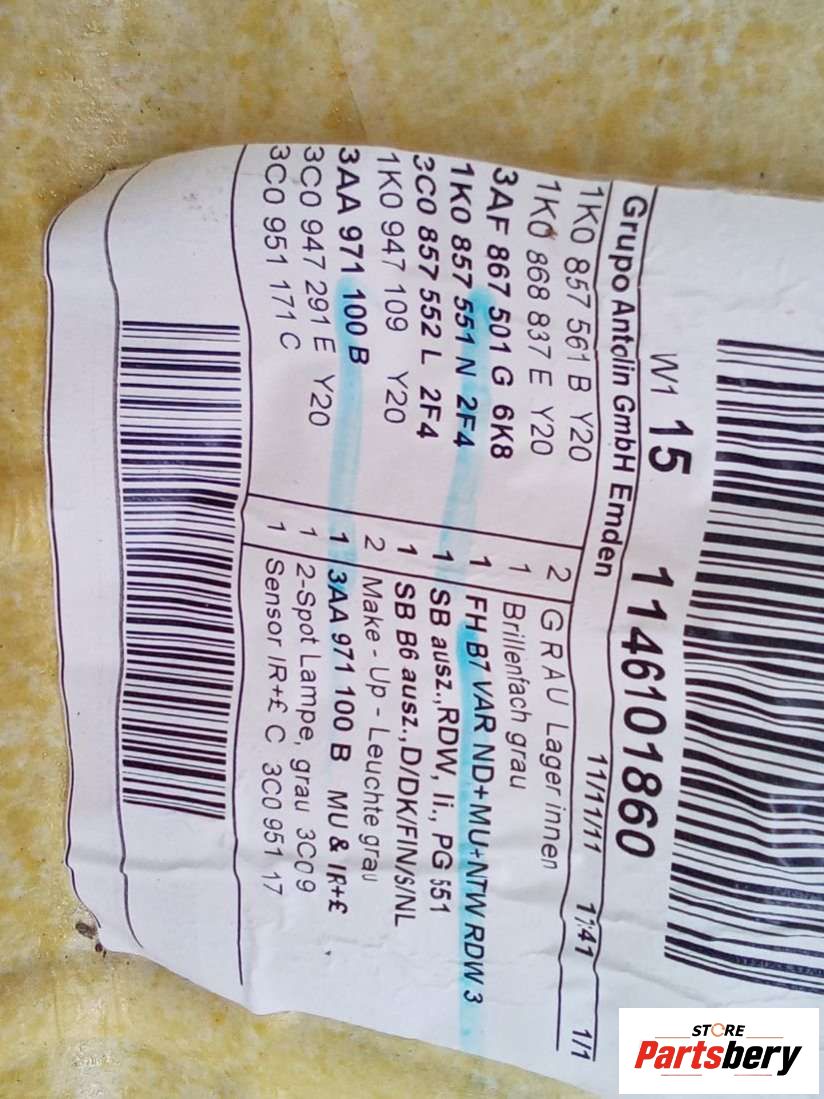 W1 15 1146101860
Grupo Antolin GmbH Emden 11/11/11 11:41 1/1
1K0 857 561 B Y20 2 GRAU Lager innen
1K0 868 837 E Y20 1 Brillenfach grau
3AF 867 501 G 6K8 1 FH B7 VAR ND+MU+NTW RDW 3
1K0 857 551 N 2F4 1 SB ausz.,RDW, li., PG 551
3C0 857 552 L 2F4 1 SB B6 ausz.,D/DK/FIN/S/NL
1K0 947 109 Y20 2 Make - Up - Leuchte grau
3AA 971 100 B 1 3AA 971 100 B MU & IR+£
3C0 947 291 E Y20 1 2-Spot Lampe, grau 3C0 9
3C0 951 171 C 1 Sensor IR+£ C 3C0 951 17
STORE
Partsbery